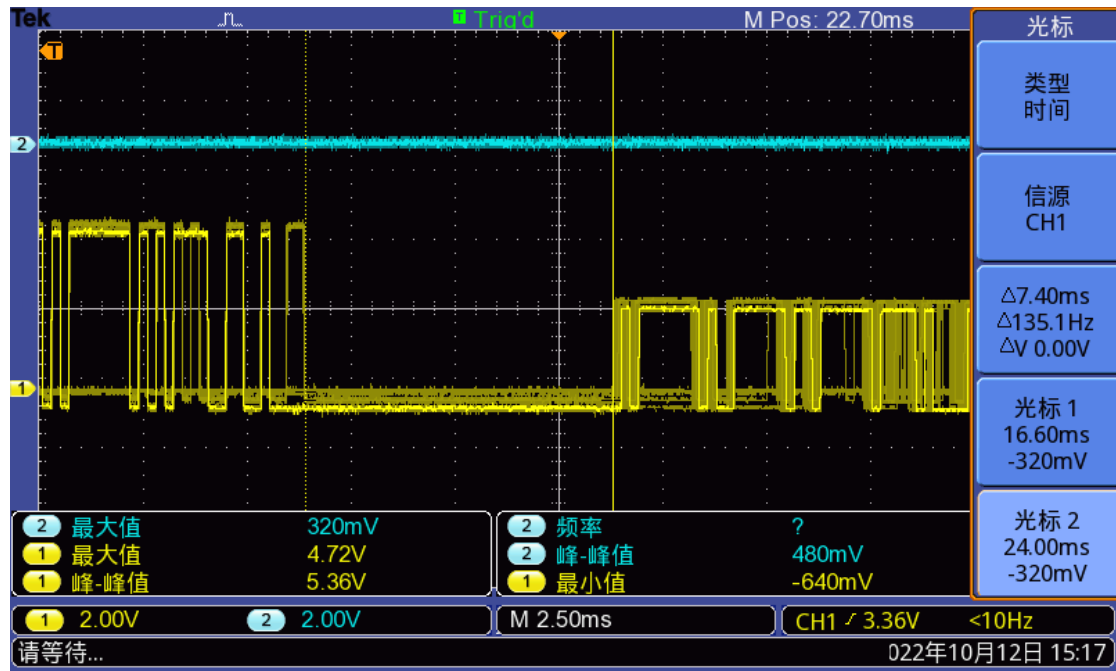 Tek T Trig'd M Pos: 22.70ms
光标
T
类型
时间
2
信源
CH1
△7.40ms
△135.1Hz
△V 0.00V
1
光标 1
16.60ms
-320mV
光标 2
24.00ms
-320mV
2 最大值 320mV
1 最大值 4.72V
1 峰-峰值 5.36V
2 频率 ?
2 峰-峰值 480mV
1 最小值 -640mV
1 2.00V 2 2.00V M 2.50ms CH1 3.36V <10Hz
请等待... 022年10月12日 15:17